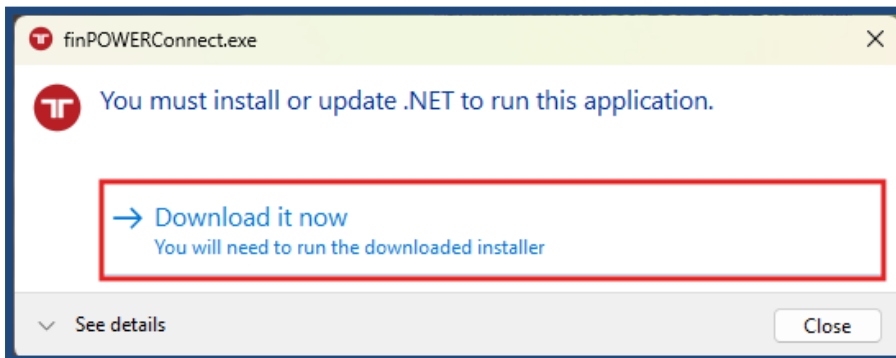 finPOWERConnect.exe
You must install or update .NET to run this application.
Download it now
You will need to run the downloaded installer
See details
Close